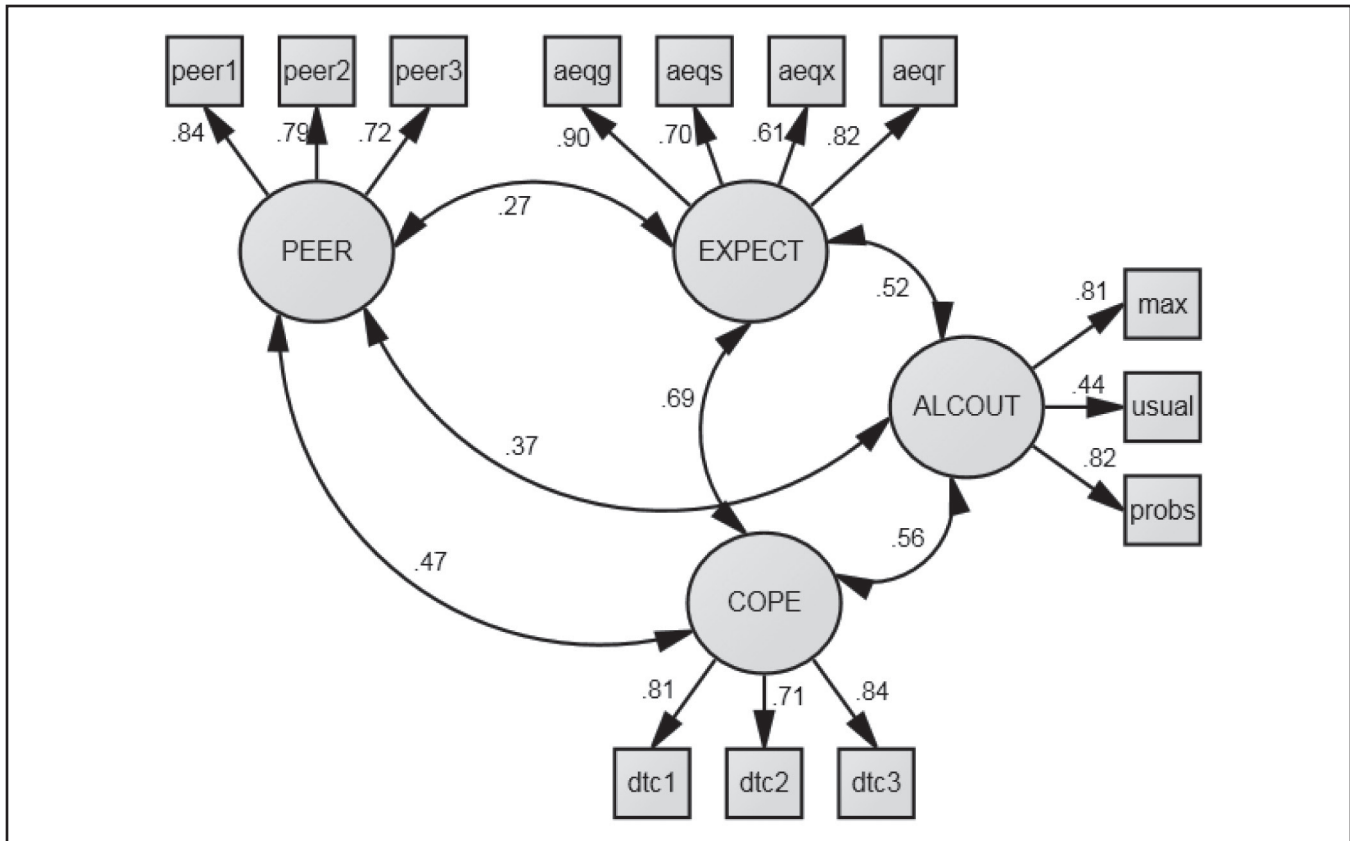 peer1 peer2 peer3 aeqg aeqs aeqx aeqr
.84 .79 .72 .90 .70 .61 .82
.27
PEER EXPECT
.52
.81 max
.69
ALCOUT .44 usual
.37
.82 probs
.56
.47
COPE
.81 .71 .84
dtc1 dtc2 dtc3